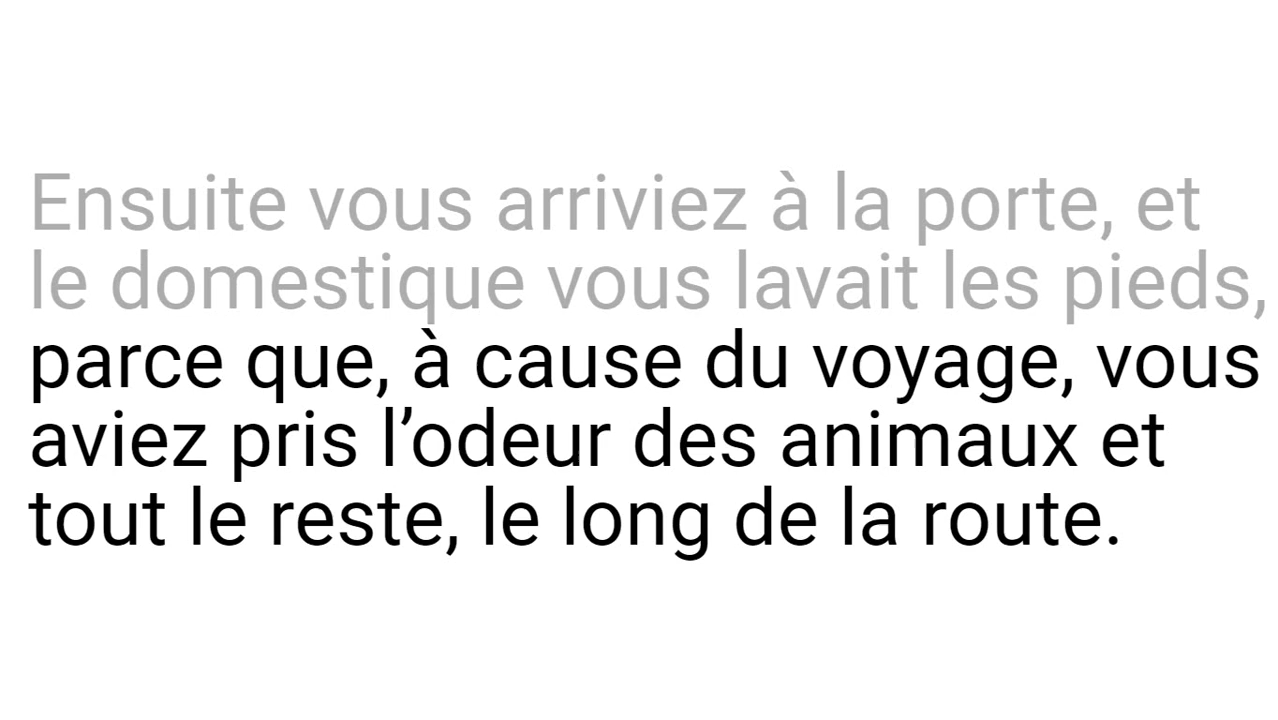 Ensuite vous arriviez à la porte, et
le domestique vous lavait les pieds,
parce que, à cause du voyage, vous
aviez pris l’odeur des animaux et
tout le reste, le long de la route.